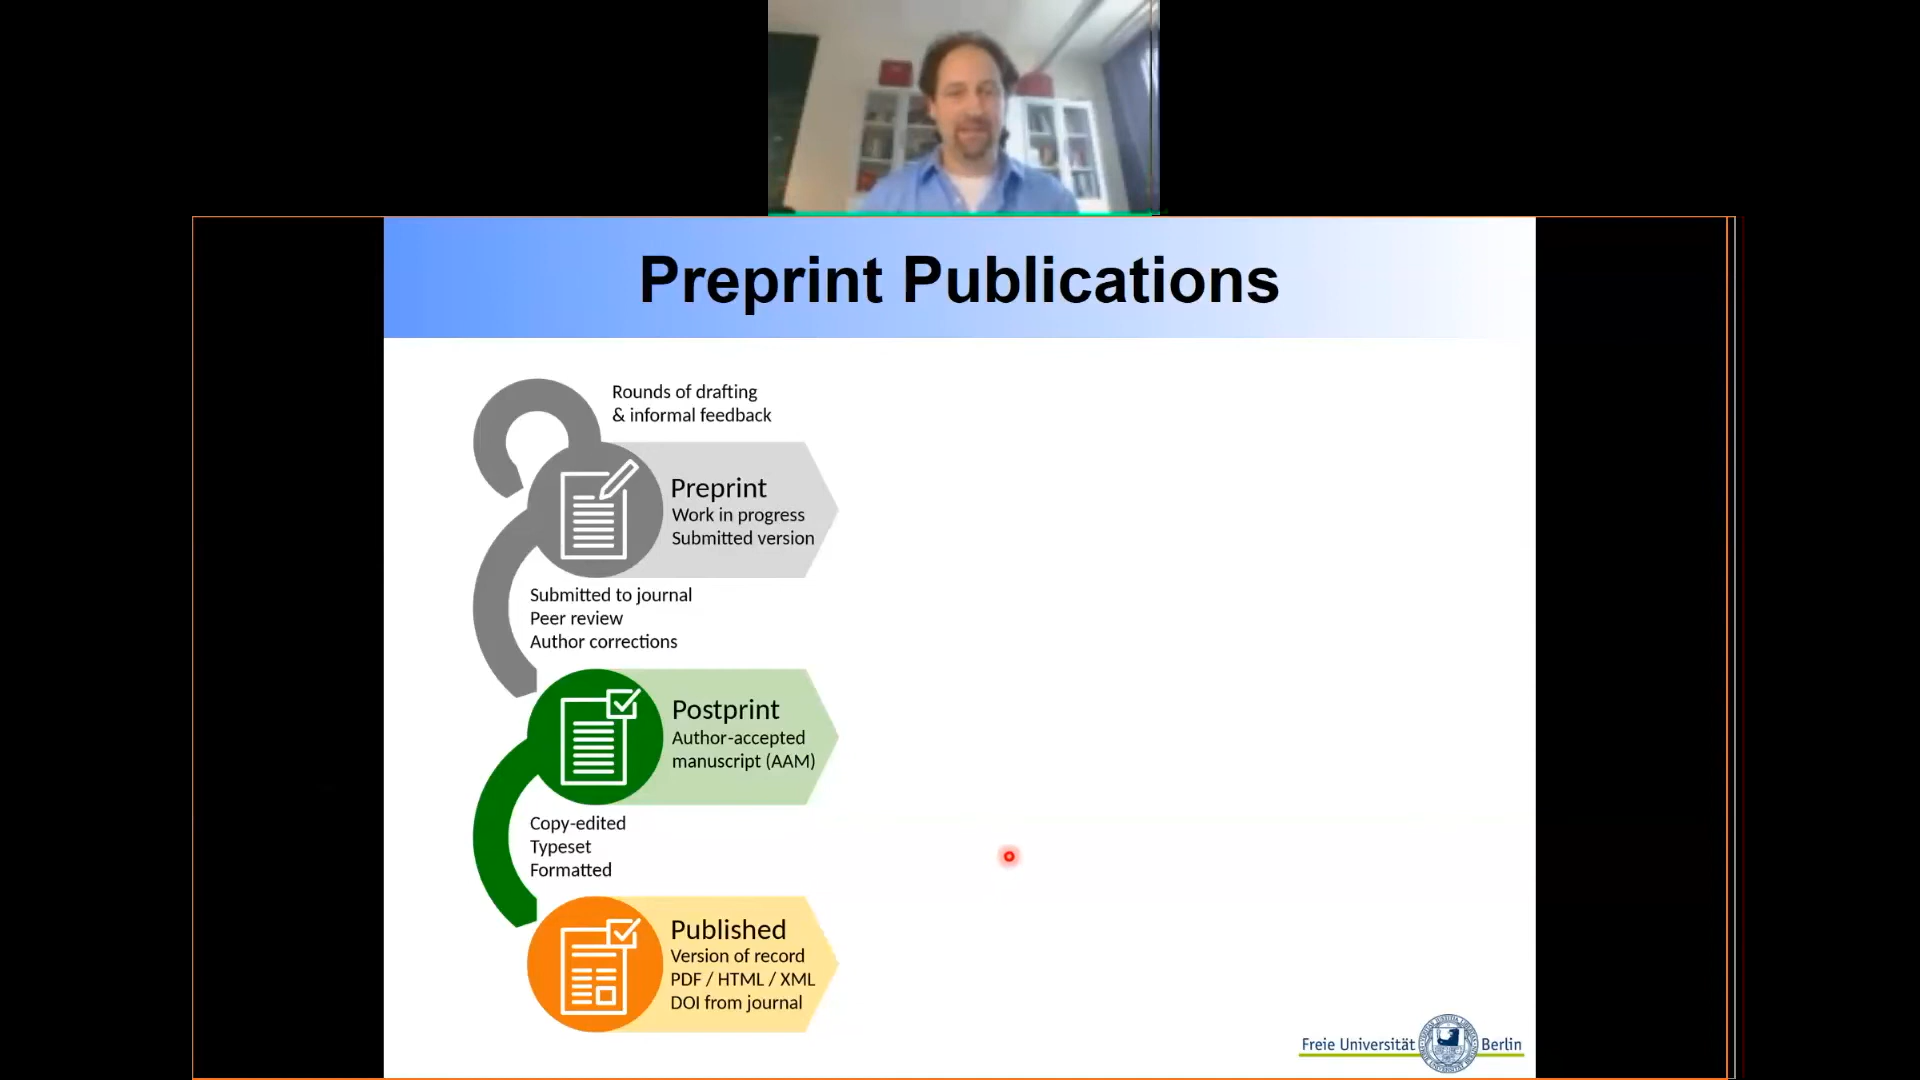 Preprint Publications
Rounds of drafting
& informal feedback
Preprint
Work in progress
Submitted version
Submitted to journal
Peer review
Author corrections
Postprint
Author-accepted
manuscript (AAM)
Copy-edited
Typeset
Formatted
Published
Version of record
PDF / HTML / XML
DOI from journal
Freie Universität Berlin